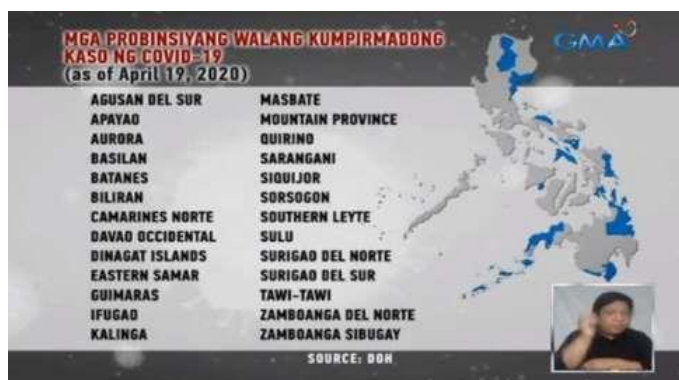 MGA PROBINSIYANG WALANG KUMPIRMADONG
KASO NG COVID-19
(as of April 19, 2020)
GMA
AGUSAN DEL SUR
APAYAO
AURORA
BASILAN
BATANES
BILIRAN
CAMARINES NORTE
DAVAO OCCIDENTAL
DINAGAT ISLANDS
EASTERN SAMAR
GUIMARAS
IFUGAO
KALINGA
MASBATE
MOUNTAIN PROVINCE
QUIRINO
SARANGANI
SIQUIJOR
SORSOGON
SOUTHERN LEYTE
SULU
SURIGAO DEL NORTE
SURIGAO DEL SUR
TAWI-TAWI
ZAMBOANGA DEL NORTE
ZAMBOANGA SIBUGAY
SOURCE: DOH